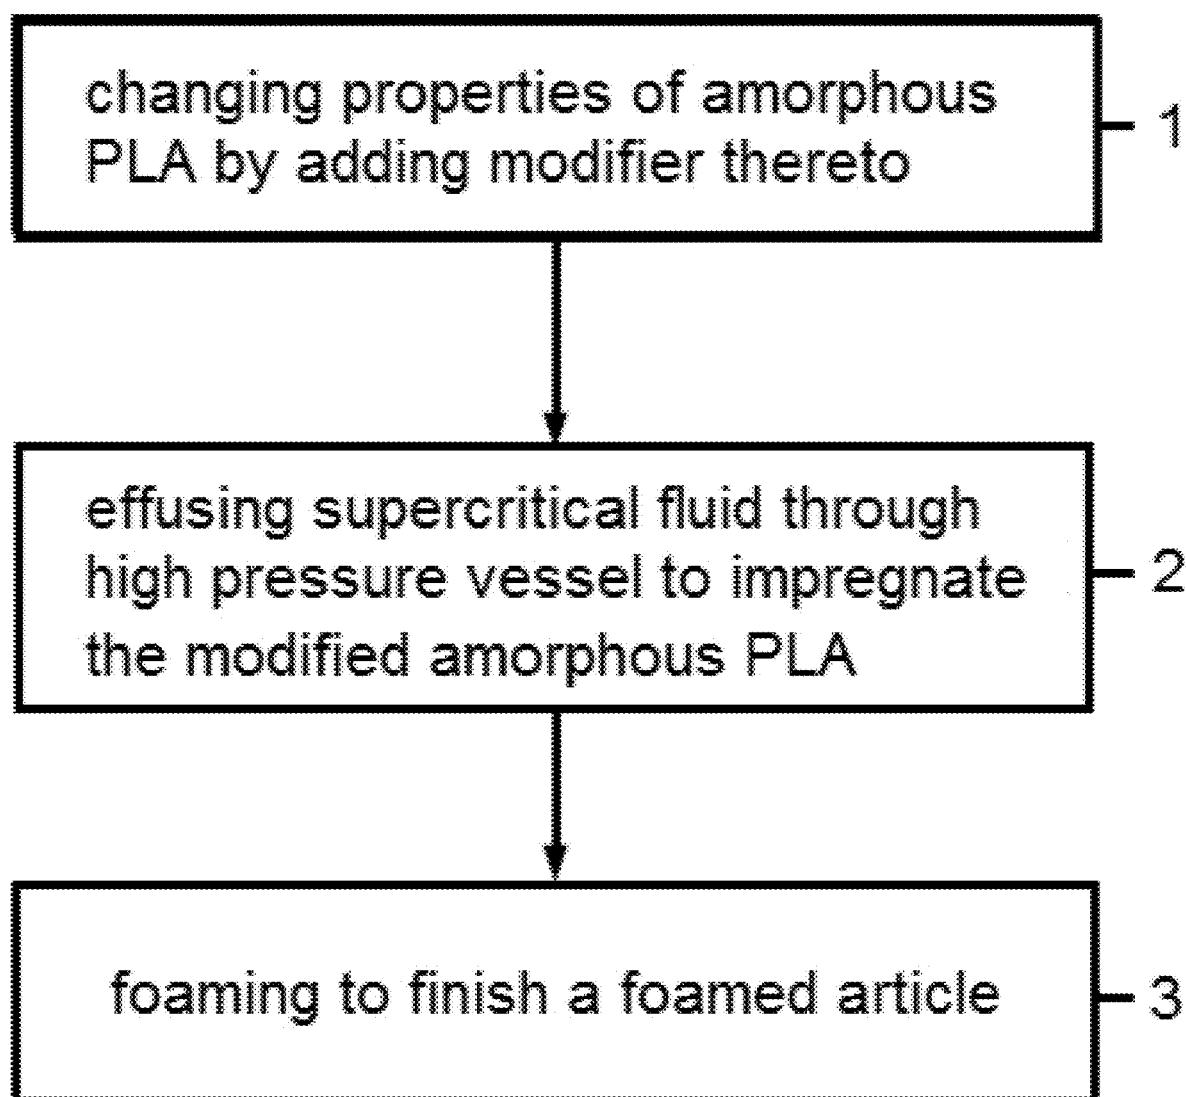 changing properties of amorphous
PLA by adding modifier thereto
1
effusing supercritical fluid through
high pressure vessel to impregnate
the modified amorphous PLA
2
foaming to finish a foamed article
3